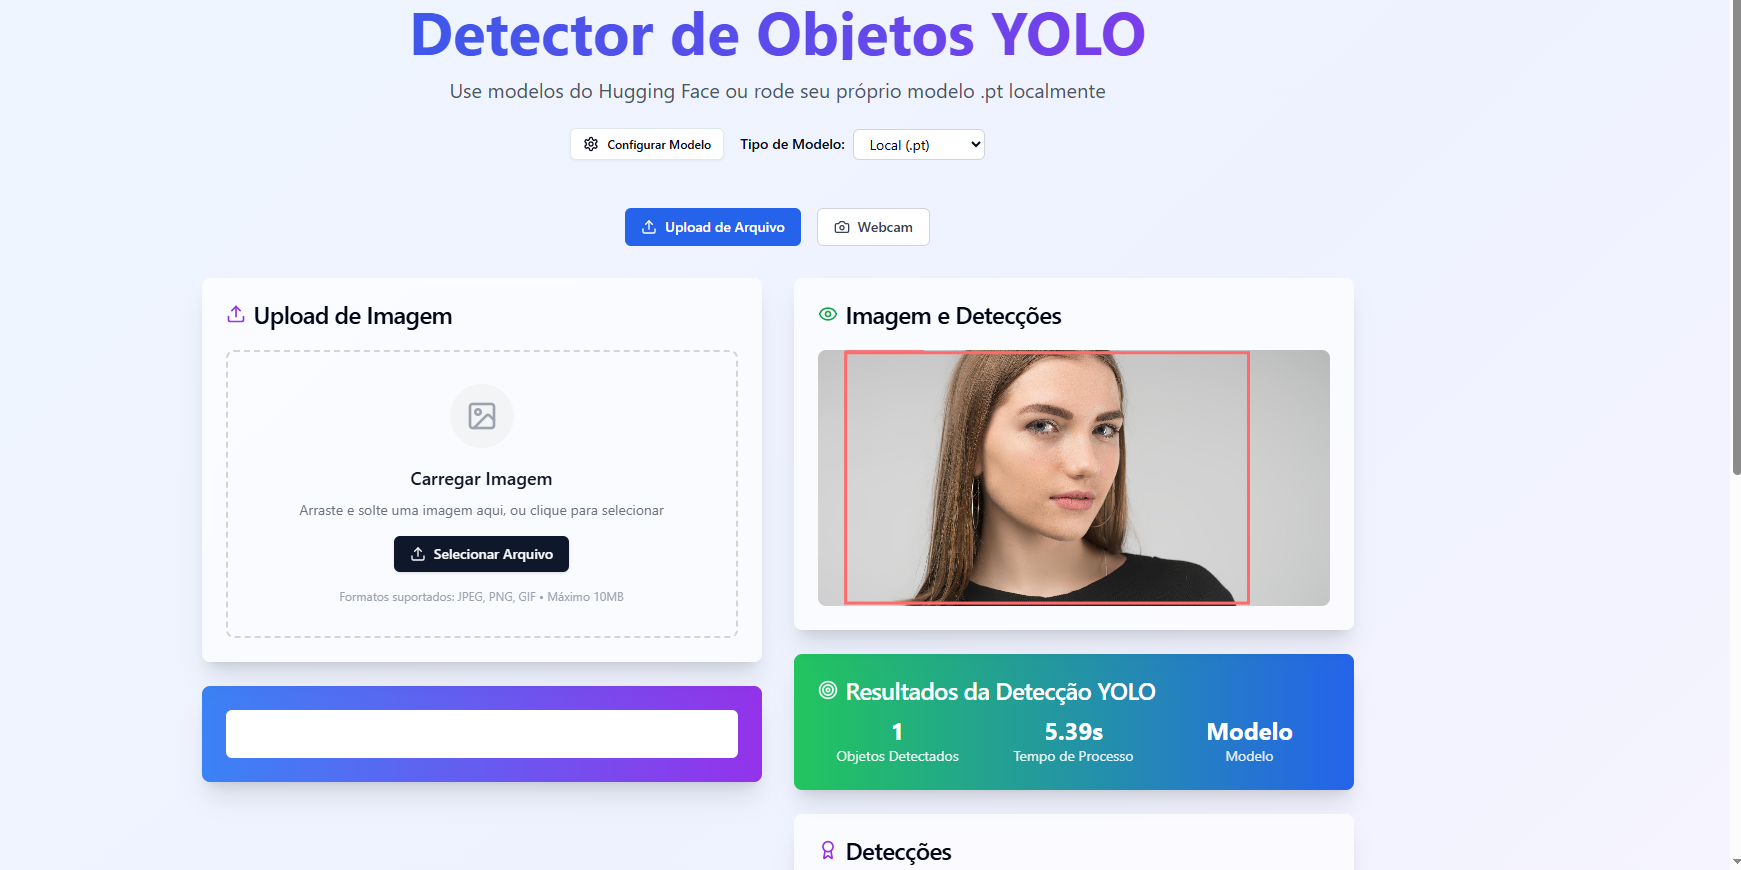 Detector de Objetos YOLO
Use modelos do Hugging Face ou rode seu próprio modelo .pt localmente
Configurar Modelo
Tipo de Modelo:
Local (.pt)
Upload de Arquivo
Webcam
Upload de Imagem
Carregar Imagem
Arraste e solte uma imagem aqui, ou clique para selecionar
Selecionar Arquivo
Formatos suportados: JPEG, PNG, GIF • Máximo 10MB
Imagem e Detecções
Resultados da Detecção YOLO
1
Objetos Detectados
5.39s
Tempo de Processo
Modelo
Modelo
Detecções